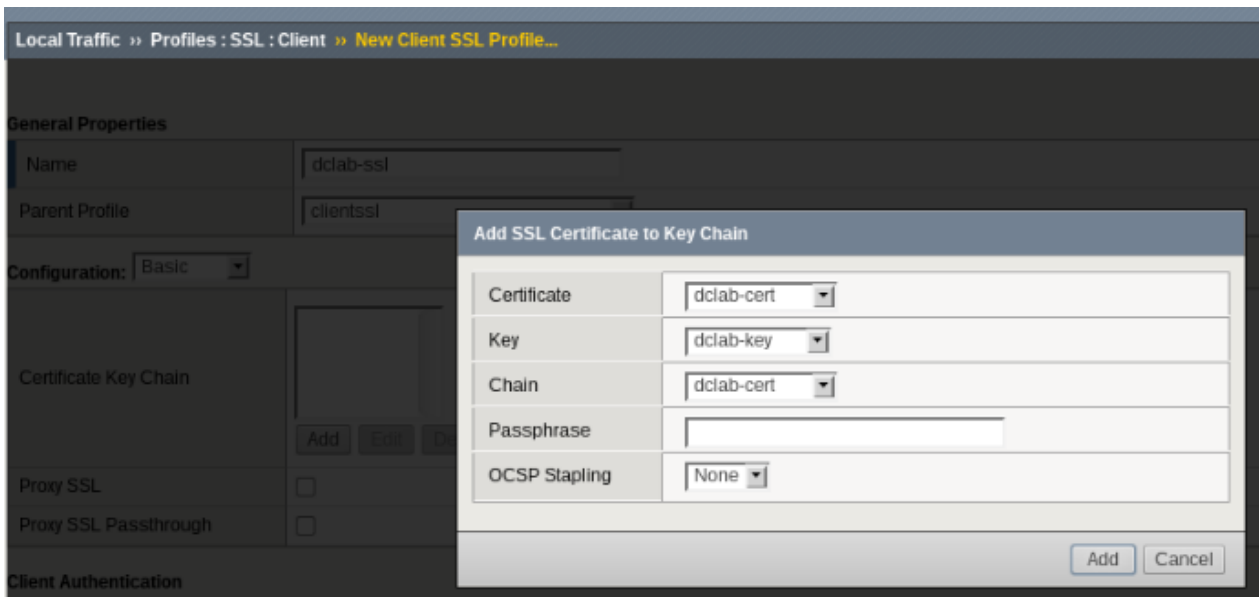 Local Traffic ›› Profiles : SSL : Client ›› New Client SSL Profile...
General Properties
Name dclab-ssl
Parent Profile clientssl
Configuration: Basic
Certificate Key Chain
Add Edit
Proxy SSL
Proxy SSL Passthrough
Client Authentication
Add SSL Certificate to Key Chain
Certificate dclab-cert
Key dclab-key
Chain dclab-cert
Passphrase
OCSP Stapling None
Add Cancel